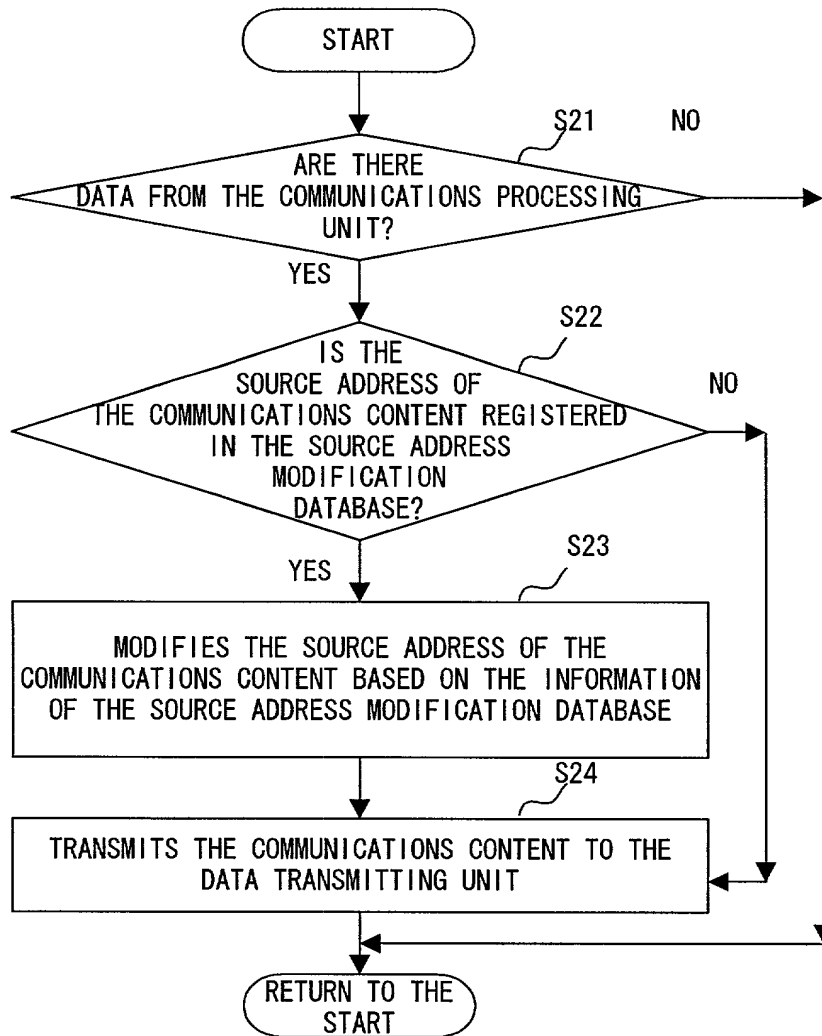 START
S21
NO
ARE THERE
DATA FROM THE COMMUNICATIONS PROCESSING
UNIT?
YES
S22
IS THE
SOURCE ADDRESS OF
THE COMMUNICATIONS CONTENT REGISTERED
IN THE SOURCE ADDRESS
MODIFICATION
DATABASE?
NO
YES
S23
MODIFIES THE SOURCE ADDRESS OF THE
COMMUNICATIONS CONTENT BASED ON THE INFORMATION
OF THE SOURCE ADDRESS MODIFICATION DATABASE
S24
TRANSMITS THE COMMUNICATIONS CONTENT TO THE
DATA TRANSMITTING UNIT
RETURN TO THE
START